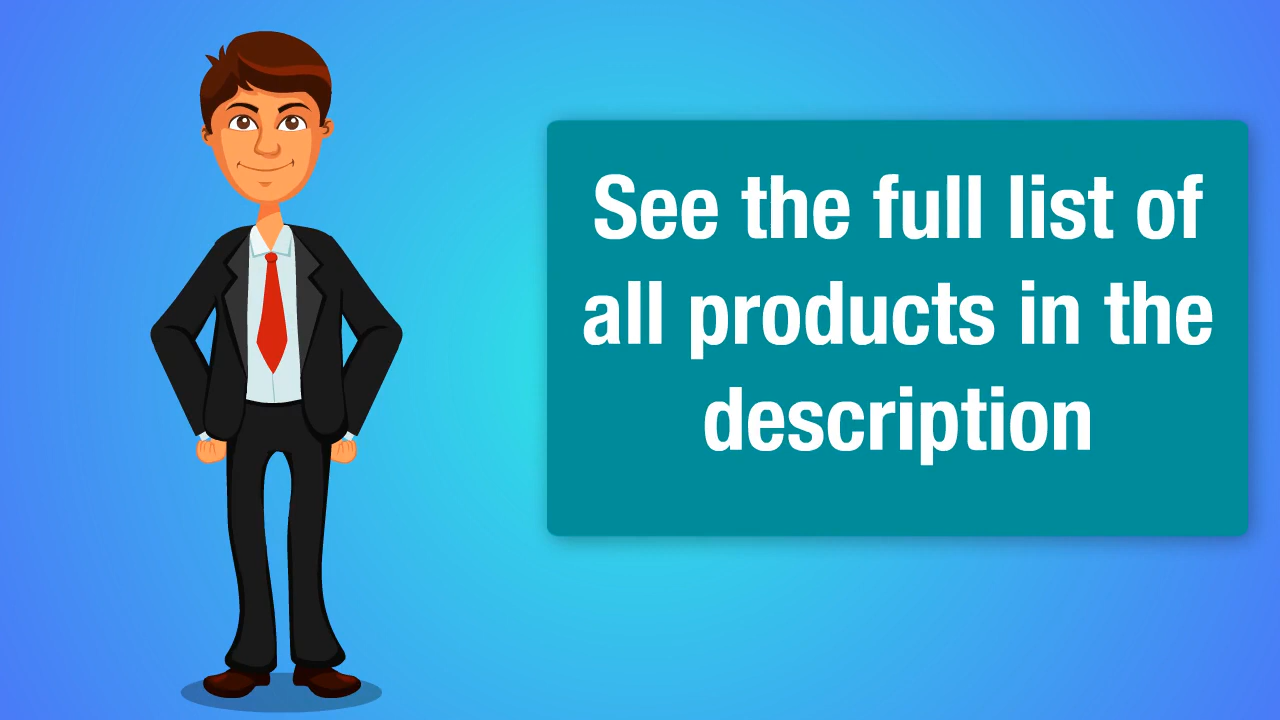 See the full list of
all products in the
description